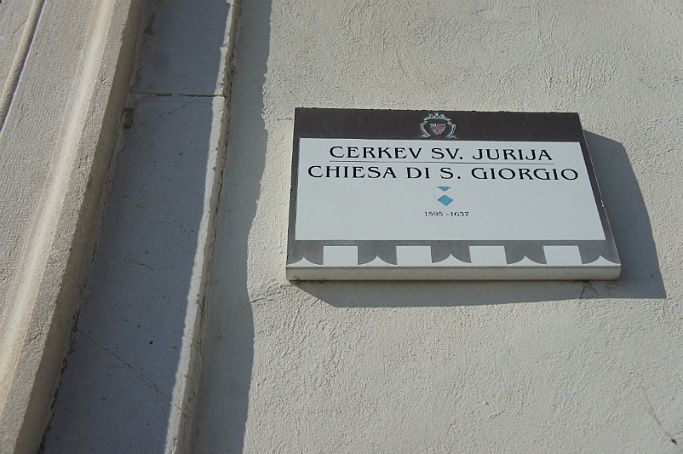 CERKEV SV. JURIJA
CHIESA DI S. GIORGIO
1595 -1637